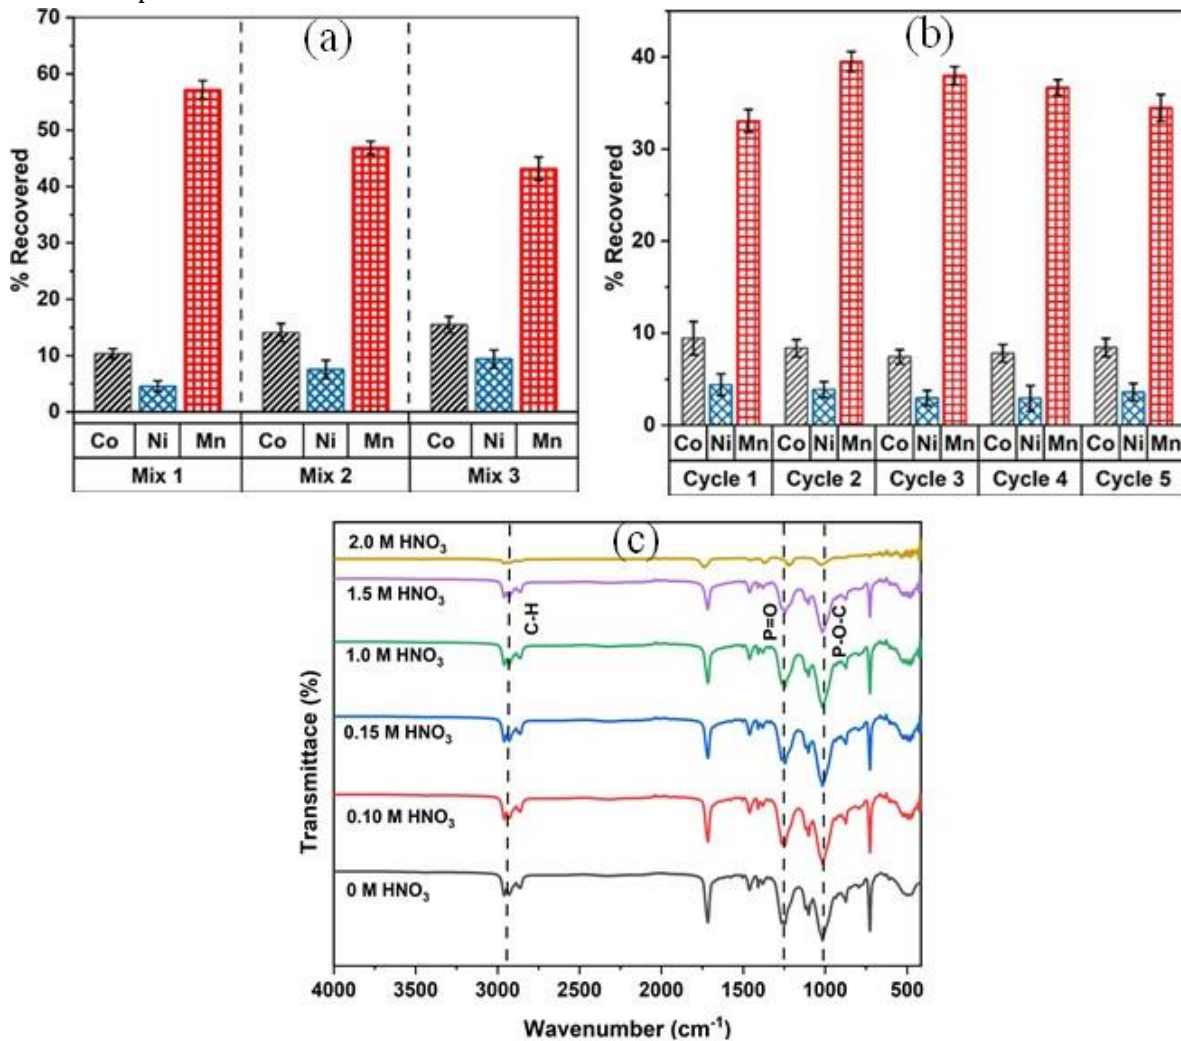 (a)
70
60
50
40
30
20
10
0
% Recovered
Co Ni Mn Co Ni Mn Co Ni Mn
Mix 1 Mix 2 Mix 3
(b)
40
30
20
10
0
% Recovered
Co Ni Mn Co Ni Mn Co Ni Mn Co Ni Mn Co Ni Mn
Cycle 1 Cycle 2 Cycle 3 Cycle 4 Cycle 5
(c)
2.0 M HNO₃
1.5 M HNO₃
1.0 M HNO₃
0.15 M HNO₃
0.10 M HNO₃
0 M HNO₃
C-H
P=O
P-O-C
Transmittace (%)
4000 3500 3000 2500 2000 1500 1000 500
Wavenumber (cm⁻¹)